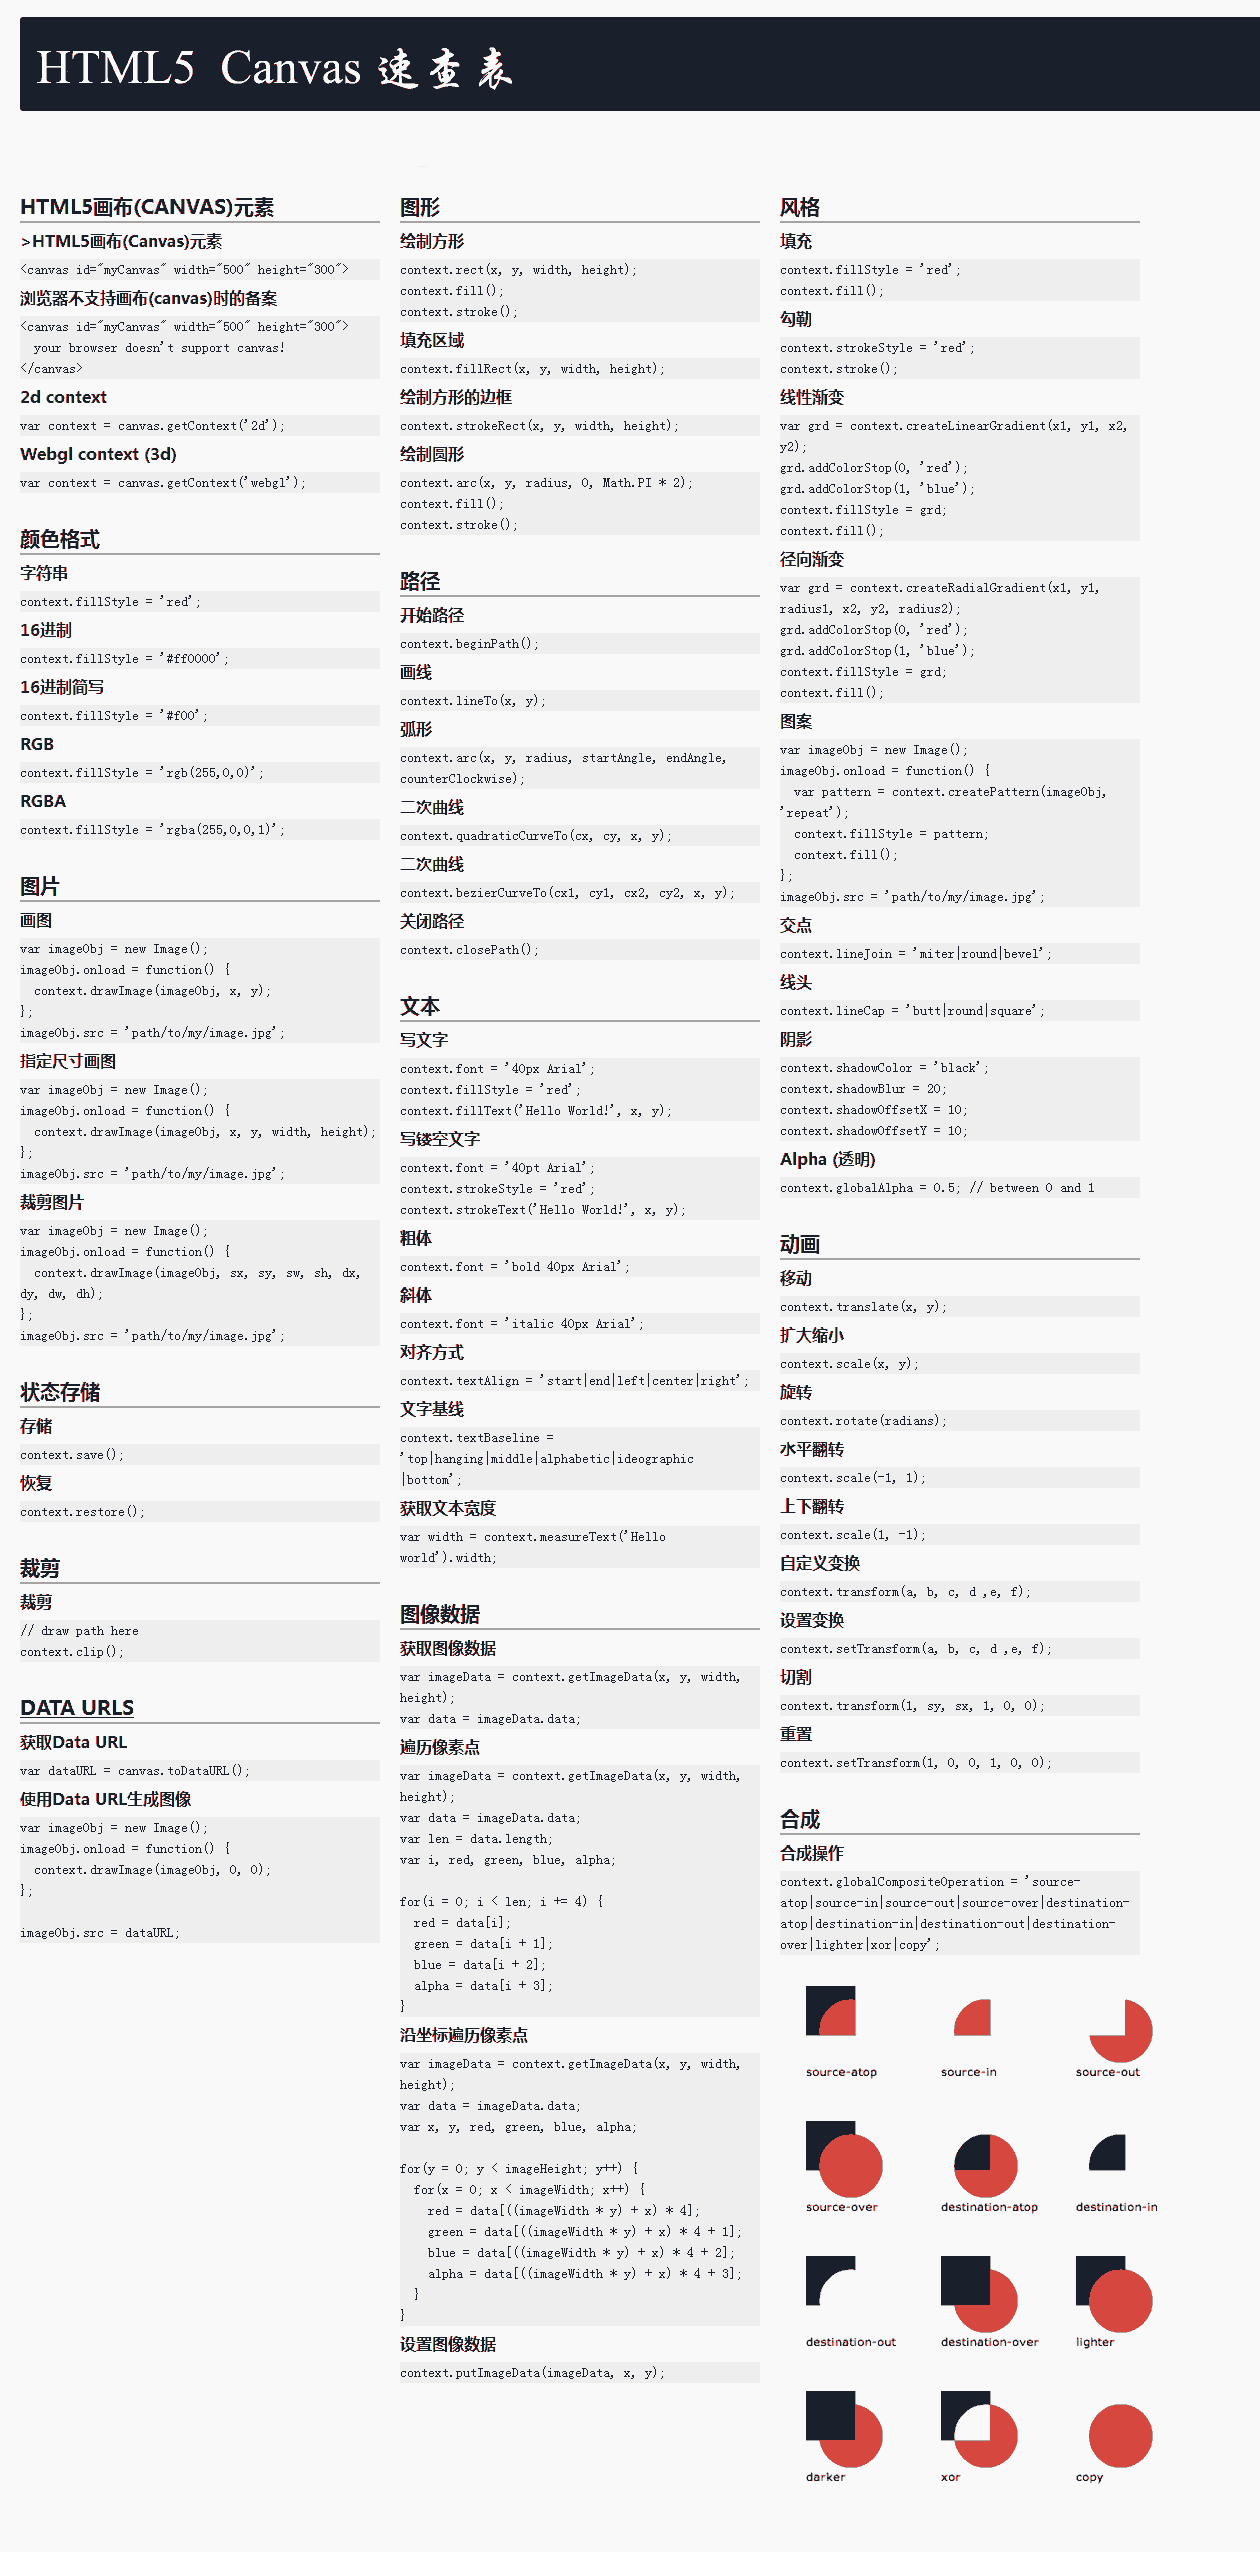 HTML5 Canvas 速查表
HTML5画布(CANVAS)元素
>HTML5画布(Canvas)元素
<canvas id="myCanvas" width="500" height="300">
浏览器不支持画布(canvas)时的备案
<canvas id="myCanvas" width="500" height="300">
  your browser doesn't support canvas!
</canvas>
2d context
var context = canvas.getContext('2d');
Webgl context (3d)
var context = canvas.getContext('webgl');
颜色格式
字符串
context.fillStyle = 'red';
16进制
context.fillStyle = '#ff0000';
16进制简写
context.fillStyle = '#f00';
RGB
context.fillStyle = 'rgb(255,0,0)';
RGBA
context.fillStyle = 'rgba(255,0,0,1)';
图片
画图
var imageObj = new Image();
imageObj.onload = function() {
  context.drawImage(imageObj, x, y);
};
imageObj.src = 'path/to/my/image.jpg';
指定尺寸画图
var imageObj = new Image();
imageObj.onload = function() {
  context.drawImage(imageObj, x, y, width, height);
};
imageObj.src = 'path/to/my/image.jpg';
裁剪图片
var imageObj = new Image();
imageObj.onload = function() {
  context.drawImage(imageObj, sx, sy, sw, sh, dx,
dy, dw, dh);
};
imageObj.src = 'path/to/my/image.jpg';
状态存储
存储
context.save();
恢复
context.restore();
裁剪
裁剪
// draw path here
context.clip();
DATA URLS
获取Data URL
var dataURL = canvas.toDataURL();
使用Data URL生成图像
var imageObj = new Image();
imageObj.onload = function() {
  context.drawImage(imageObj, 0, 0);
};
imageObj.src = dataURL;
图形
绘制方形
context.rect(x, y, width, height);
context.fill();
context.stroke();
填充区域
context.fillRect(x, y, width, height);
绘制方形的边框
context.strokeRect(x, y, width, height);
绘制圆形
context.arc(x, y, radius, 0, Math.PI * 2);
context.fill();
context.stroke();
路径
开始路径
context.beginPath();
画线
context.lineTo(x, y);
弧形
context.arc(x, y, radius, startAngle, endAngle,
counterClockwise);
二次曲线
context.quadraticCurveTo(cx, cy, x, y);
二次曲线
context.bezierCurveTo(cx1, cy1, cx2, cy2, x, y);
关闭路径
context.closePath();
文本
写文字
context.font = '40px Arial';
context.fillStyle = 'red';
context.fillText('Hello World!', x, y);
写镂空文字
context.font = '40pt Arial';
context.strokeStyle = 'red';
context.strokeText('Hello World!', x, y);
粗体
context.font = 'bold 40px Arial';
斜体
context.font = 'italic 40px Arial';
对齐方式
context.textAlign = 'start|end|left|center|right';
文字基线
context.textBaseline =
'top|hanging|middle|alphabetic|ideographic
|bottom';
获取文本宽度
var width = context.measureText('Hello
world').width;
图像数据
获取图像数据
var imageData = context.getImageData(x, y, width,
height);
var data = imageData.data;
遍历像素点
var imageData = context.getImageData(x, y, width,
height);
var data = imageData.data;
var len = data.length;
var i, red, green, blue, alpha;
for(i = 0; i < len; i += 4) {
  red = data[i];
  green = data[i + 1];
  blue = data[i + 2];
  alpha = data[i + 3];
}
沿坐标遍历像素点
var imageData = context.getImageData(x, y, width,
height);
var data = imageData.data;
var x, y, red, green, blue, alpha;
for(y = 0; y < imageHeight; y++) {
  for(x = 0; x < imageWidth; x++) {
    red = data[((imageWidth * y) + x) * 4];
    green = data[((imageWidth * y) + x) * 4 + 1];
    blue = data[((imageWidth * y) + x) * 4 + 2];
    alpha = data[((imageWidth * y) + x) * 4 + 3];
  }
}
设置图像数据
context.putImageData(imageData, x, y);
风格
填充
context.fillStyle = 'red';
context.fill();
勾勒
context.strokeStyle = 'red';
context.stroke();
线性渐变
var grd = context.createLinearGradient(x1, y1, x2,
y2);
grd.addColorStop(0, 'red');
grd.addColorStop(1, 'blue');
context.fillStyle = grd;
context.fill();
径向渐变
var grd = context.createRadialGradient(x1, y1,
radius1, x2, y2, radius2);
grd.addColorStop(0, 'red');
grd.addColorStop(1, 'blue');
context.fillStyle = grd;
context.fill();
图案
var imageObj = new Image();
imageObj.onload = function() {
  var pattern = context.createPattern(imageObj,
'repeat');
  context.fillStyle = pattern;
  context.fill();
};
imageObj.src = 'path/to/my/image.jpg';
交点
context.lineJoin = 'miter|round|bevel';
线头
context.lineCap = 'butt|round|square';
阴影
context.shadowColor = 'black';
context.shadowBlur = 20;
context.shadowOffsetX = 10;
context.shadowOffsetY = 10;
Alpha (透明)
context.globalAlpha = 0.5; // between 0 and 1
动画
移动
context.translate(x, y);
扩大缩小
context.scale(x, y);
旋转
context.rotate(radians);
水平翻转
context.scale(-1, 1);
上下翻转
context.scale(1, -1);
自定义变换
context.transform(a, b, c, d ,e, f);
设置变换
context.setTransform(a, b, c, d ,e, f);
切割
context.transform(1, sy, sx, 1, 0, 0);
重置
context.setTransform(1, 0, 0, 1, 0, 0);
合成
合成操作
context.globalCompositeOperation = 'source-
atop|source-in|source-out|source-over|destination-
atop|destination-in|destination-out|destination-
over|lighter|xor|copy';
source-atop source-in source-out
source-over destination-atop destination-in
destination-out destination-over lighter
darker xor copy